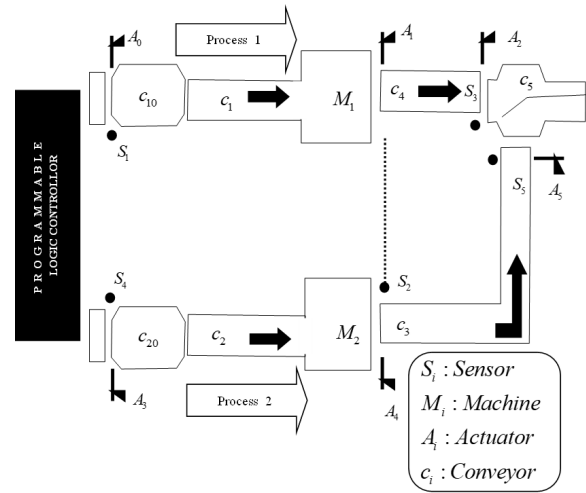 A₀
Process 1
A₁
A₂
c₁₀
c₁
M₁
c₄
S₃
c₅
S₁
PROGRAMMABLE
LOGIC CONTROLLOR
S₅
A₅
S₄
S₂
c₂₀
c₂
M₂
c₃
A₃
Process 2
A₄
Sᵢ : Sensor
Mᵢ : Machine
Aᵢ : Actuator
cᵢ : Conveyor